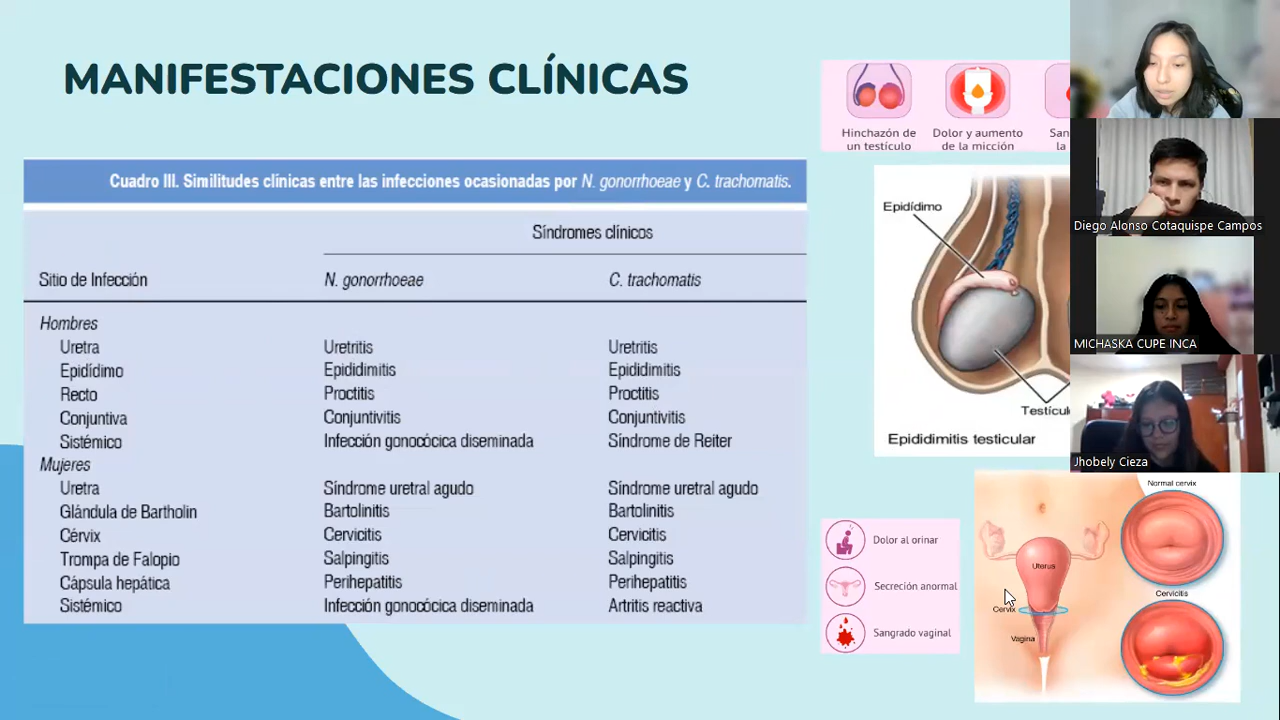 MANIFESTACIONES CLÍNICAS
Cuadro III. Similitudes clínicas entre las infecciones ocasionadas por N. gonorrhoeae y C. trachomatis.
Síndromes clínicos
Sitio de Infección N. gonorrhoeae C. trachomatis
Hombres
Uretra Uretritis Uretritis
Epidídimo Epididimitis Epididimitis
Recto Proctitis Proctitis
Conjuntiva Conjuntivitis Conjuntivitis
Sistémico Infección gonocócica diseminada Síndrome de Reiter
Mujeres
Uretra Síndrome uretral agudo Síndrome uretral agudo
Glándula de Bartholin Bartolinitis Bartolinitis
Cérvix Cervicitis Cervicitis
Trompa de Falopio Salpingitis Salpingitis
Cápsula hepática Perihepatitis Perihepatitis
Sistémico Infección gonocócica diseminada Artritis reactiva
Hinchazón de
un testículo
Dolor y aumento
de la micción
San
la
Epidídimo
Testícu
Epididimitis testicular
Dolor al orinar
Secreción anormal
Sangrado vaginal
Normal cervix
Uterus
Cervicitis
Cervix
Vagina
Diego Alonso Cotaquispe Campos
MICHASKA CUPE INCA
Jhobely Cieza